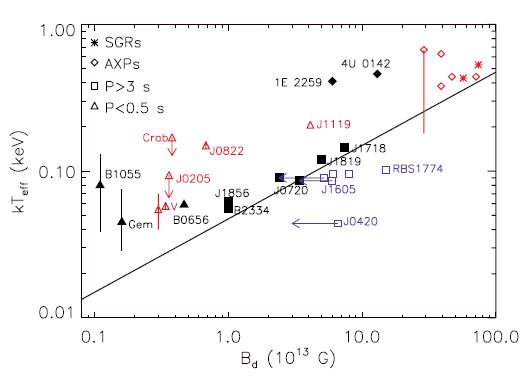 1.00
SGRs
AXPs
P>3 s
P<0.5 s
4U 0142
1E 2259
J1119
Crab
J0822
J1718
J1819
0.10
RBS1774
B1055
J0205
J0720
J1605
J1856
V
B2334
Gem
B0656
J0420
0.01
0.1
1.0
10.0
100.0
kTeff (keV)
Bd (10^13 G)